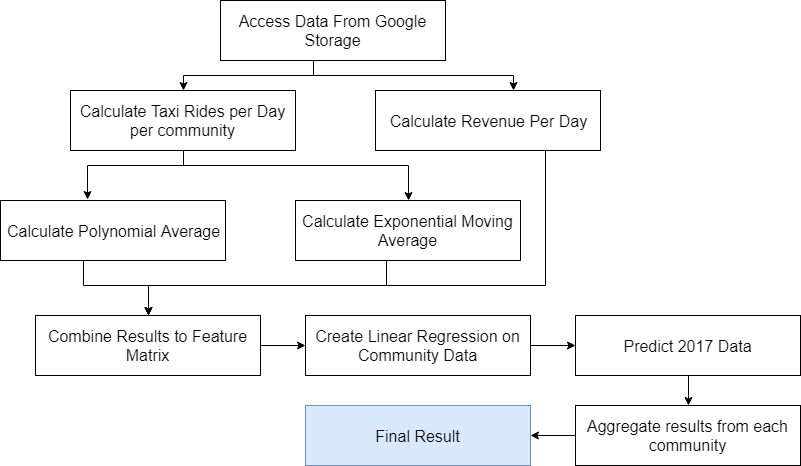 Access Data From Google
Storage
Calculate Taxi Rides per Day
per community
Calculate Revenue Per Day
Calculate Polynomial Average
Calculate Exponential Moving
Average
Combine Results to Feature
Matrix
Create Linear Regression on
Community Data
Predict 2017 Data
Aggregate results from each
community
Final Result